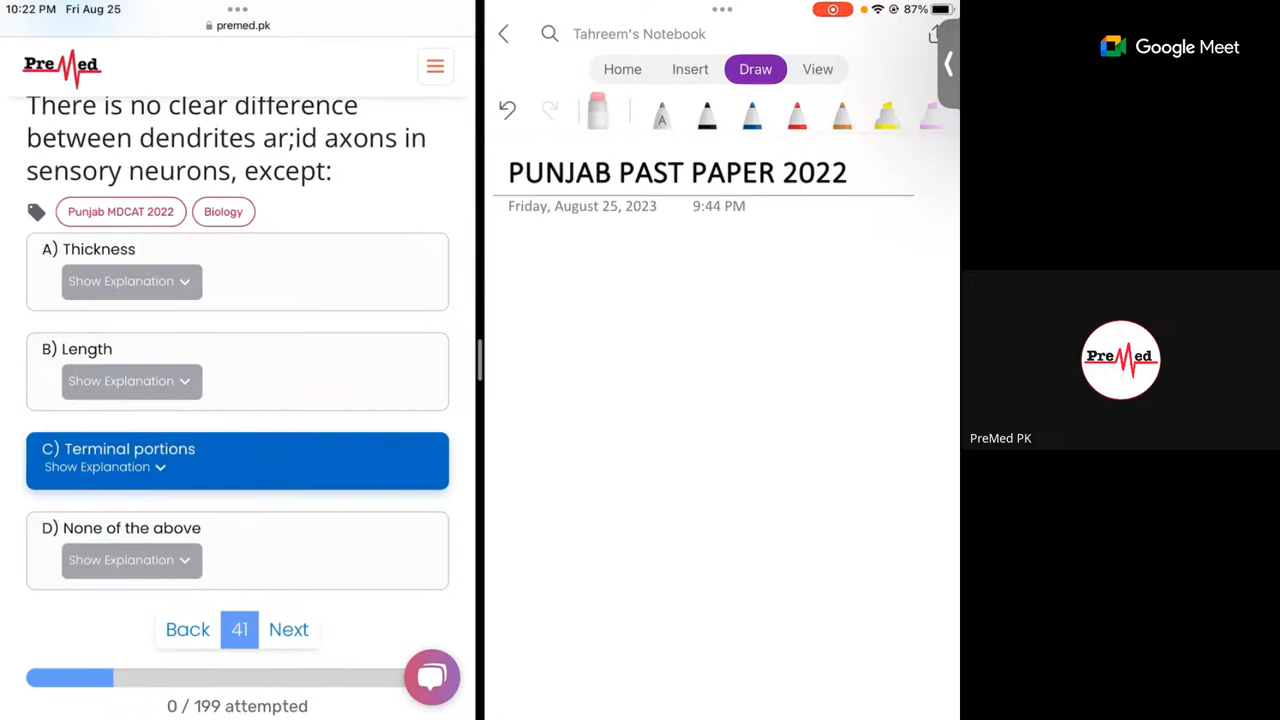 10:22 PM Fri Aug 25
premed.pk
PreMed
There is no clear difference
between dendrites ar;id axons in
sensory neurons, except:
Punjab MDCAT 2022
Biology
A) Thickness
Show Explanation
B) Length
Show Explanation
C) Terminal portions
Show Explanation
D) None of the above
Show Explanation
Back 41 Next
0 / 199 attempted
87%
Tahreem's Notebook
Home Insert Draw View
A
PUNJAB PAST PAPER 2022
Friday, August 25, 2023 9:44 PM
Google Meet
PreMed
PreMed PK